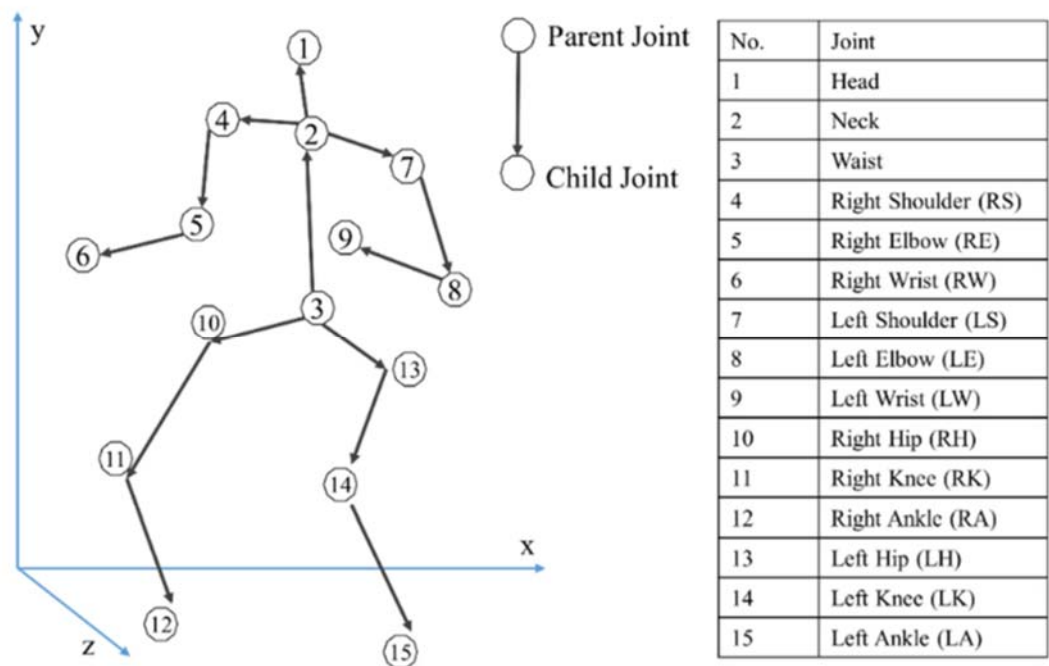 y
1
4
2
7
5
6
9
8
3
10
13
11
14
12
15
x
z
Parent Joint
Child Joint
No. Joint
1 Head
2 Neck
3 Waist
4 Right Shoulder (RS)
5 Right Elbow (RE)
6 Right Wrist (RW)
7 Left Shoulder (LS)
8 Left Elbow (LE)
9 Left Wrist (LW)
10 Right Hip (RH)
11 Right Knee (RK)
12 Right Ankle (RA)
13 Left Hip (LH)
14 Left Knee (LK)
15 Left Ankle (LA)